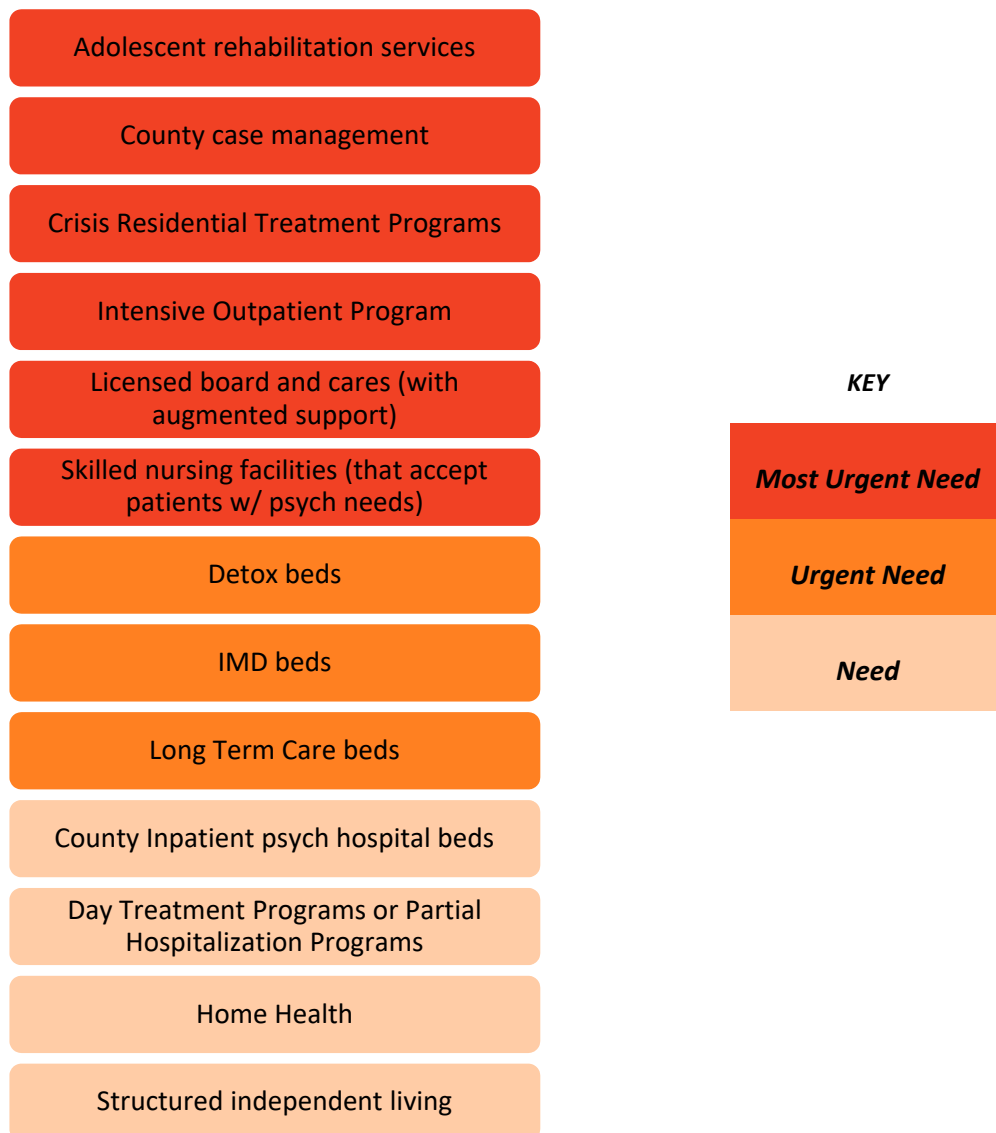 Adolescent rehabilitation services
County case management
Crisis Residential Treatment Programs
Intensive Outpatient Program
Licensed board and cares (with
augmented support)
Skilled nursing facilities (that accept
patients w/ psych needs)
Detox beds
IMD beds
Long Term Care beds
County Inpatient psych hospital beds
Day Treatment Programs or Partial
Hospitalization Programs
Home Health
Structured independent living
KEY
Most Urgent Need
Urgent Need
Need